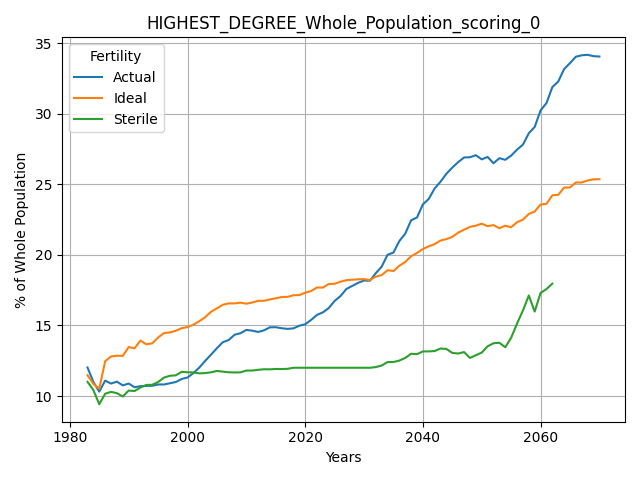 HIGHEST_DEGREE_Whole_Population_scoring_0
Fertility
Actual
Ideal
Sterile
% of Whole Population
35
30
25
20
15
10
1980
2000
2020
2040
2060
Years